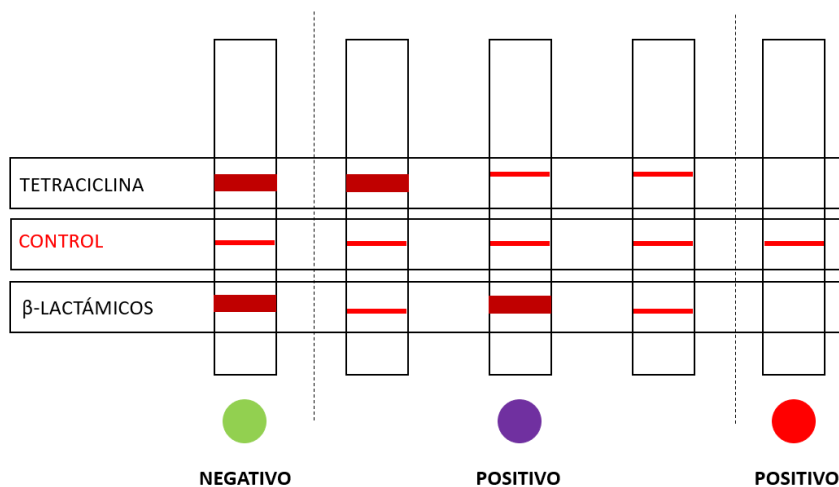 TETRACICLINA
CONTROL
β-LACTÁMICOS
NEGATIVO
POSITIVO
POSITIVO